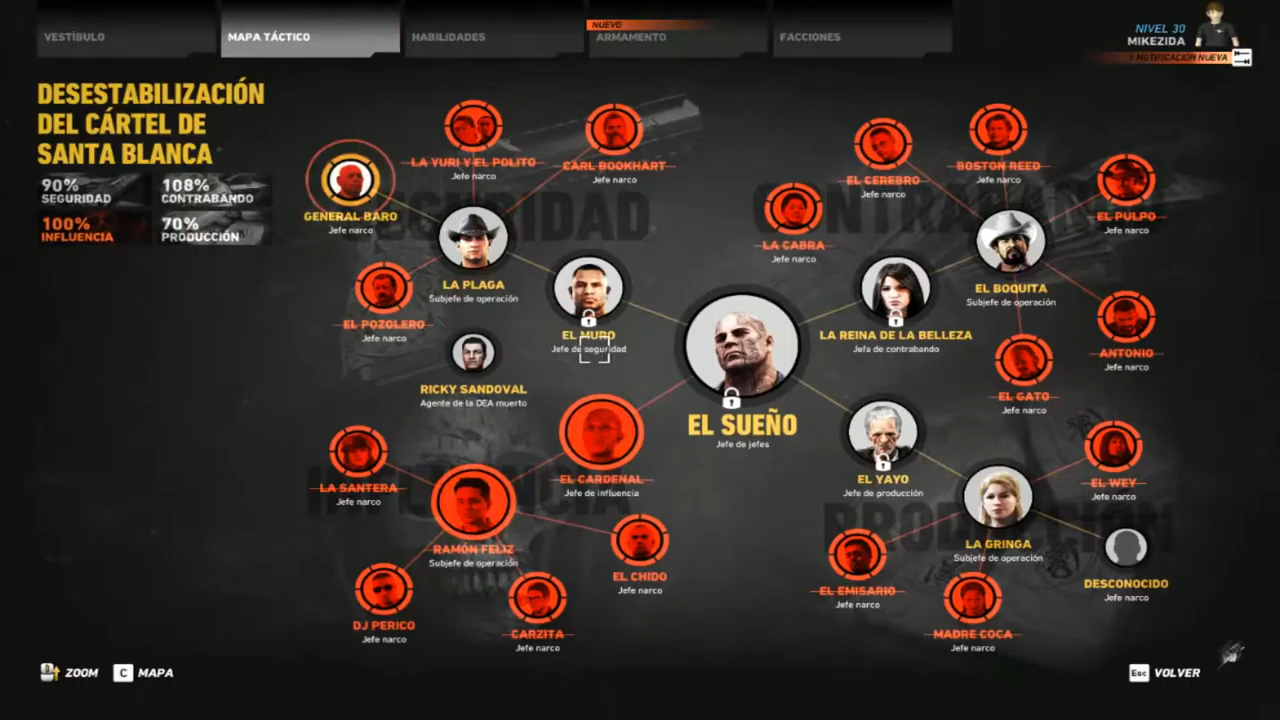 VESTÍBULO
MAPA TÁCTICO
HABILIDADES
NUEVO
ARMAMENTO
FACCIONES
NIVEL 30
MIKEZIDA
1 NOTIFICACIÓN NUEVA
DESESTABILIZACIÓN
DEL CÁRTEL DE
SANTA BLANCA
90%
SEGURIDAD
108%
CONTRABANDO
100%
INFLUENCIA
70%
PRODUCCIÓN
SEGURIDAD
CONTRABANDO
INFLUENCIA
PRODUCCIÓN
GENERAL BARO
Jefe narco
LA YURI Y EL POLITO
Jefe narco
CARL BOOKHART
Jefe narco
LA PLAGA
Subjefe de operación
EL POZOLERO
Jefe narco
EL MURO
Jefe de seguridad
RICKY SANDOVAL
Agente de la DEA muerto
EL CEREBRO
Jefe narco
BOSTON REED
Jefe narco
EL PULPO
Jefe narco
LA CABRA
Jefe narco
EL BOQUITA
Subjefe de operación
LA REINA DE LA BELLEZA
Jefa de contrabando
ANTONIO
Jefe narco
EL GATO
Jefe narco
EL SUEÑO
Jefe de jefes
LA SANTERA
Jefe narco
EL CARDENAL
Jefe de influencia
RAMÓN FELIZ
Subjefe de operación
EL CHIDO
Jefe narco
DJ PERICO
Jefe narco
CARZITA
Jefe narco
EL YAYO
Jefe de producción
EL WEY
Jefe narco
LA GRINGA
Subjefe de operación
DESCONOCIDO
Jefe narco
EL EMISARIO
Jefe narco
MADRE COCA
Jefe narco
ZOOM
C MAPA
Esc VOLVER